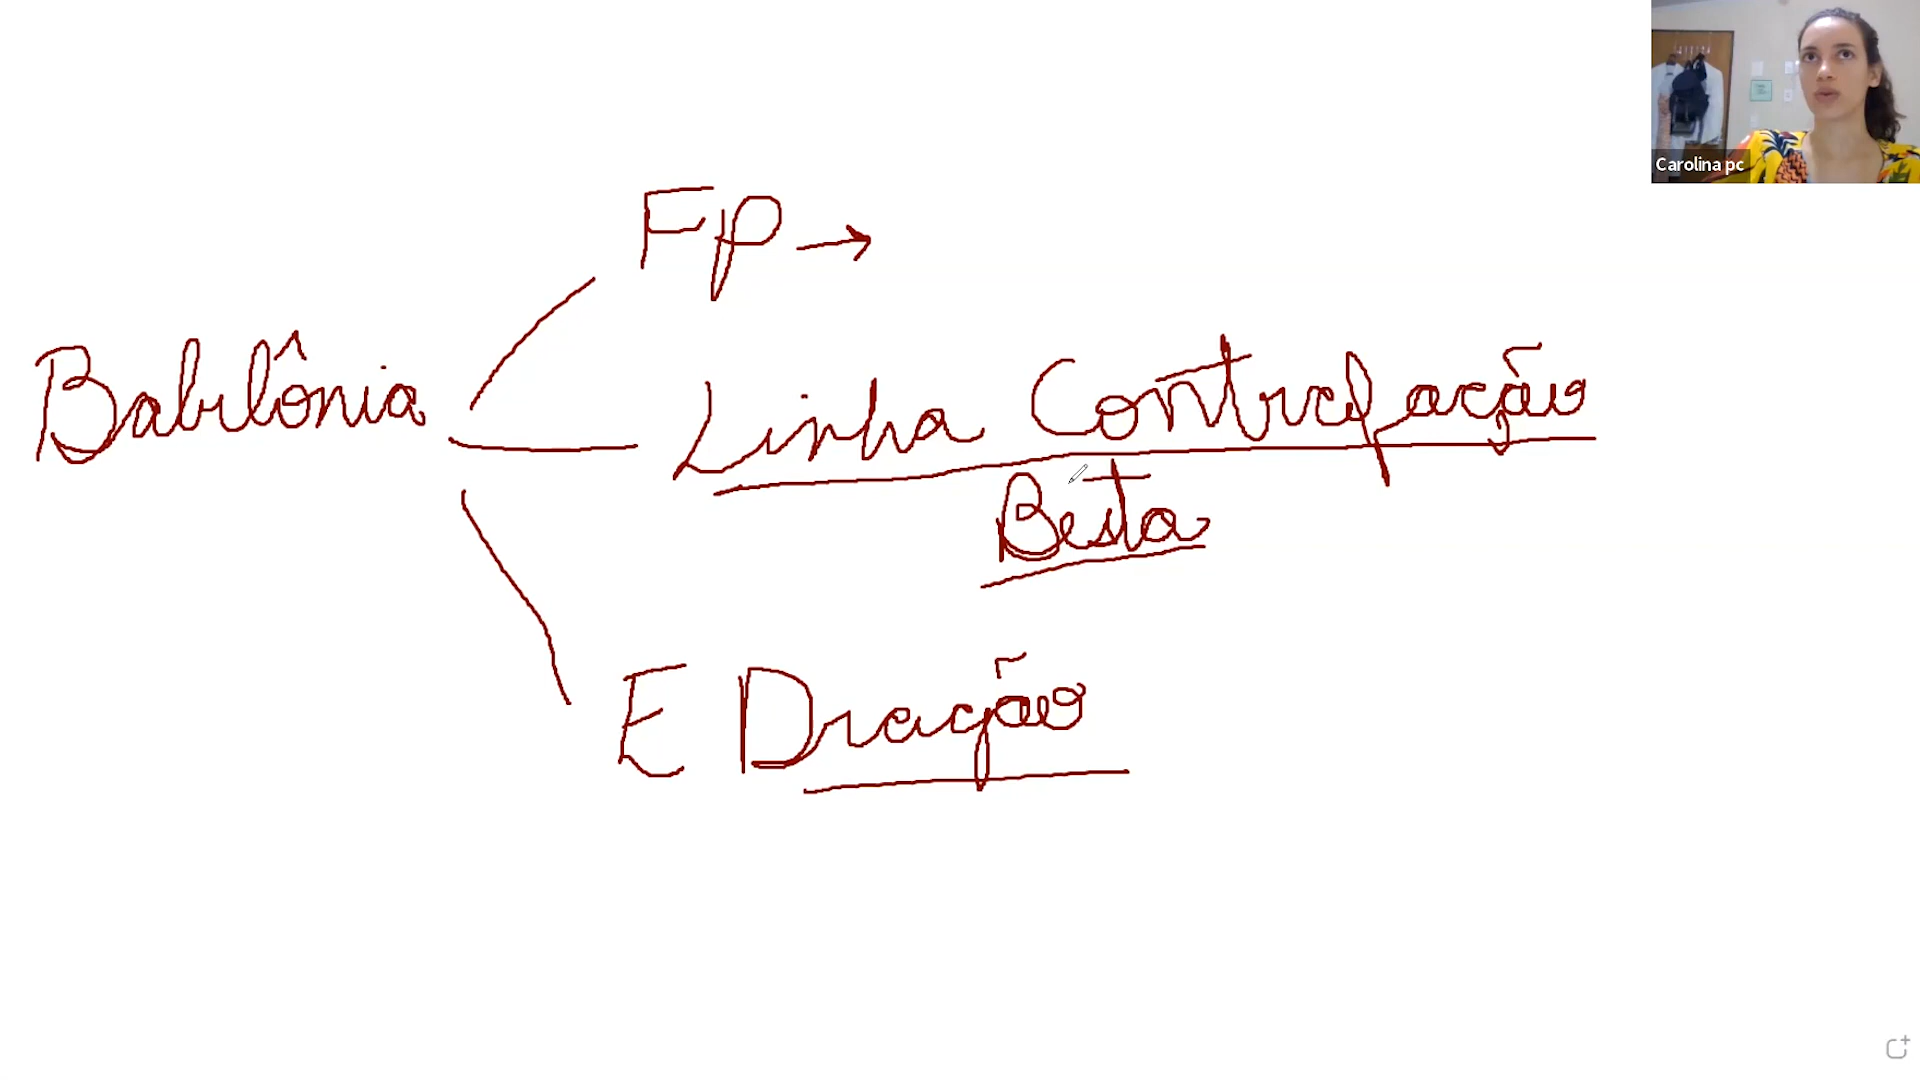 Carolina pc
Fp →
Babilônia
Linha Contrafação
Besta
E Dragão